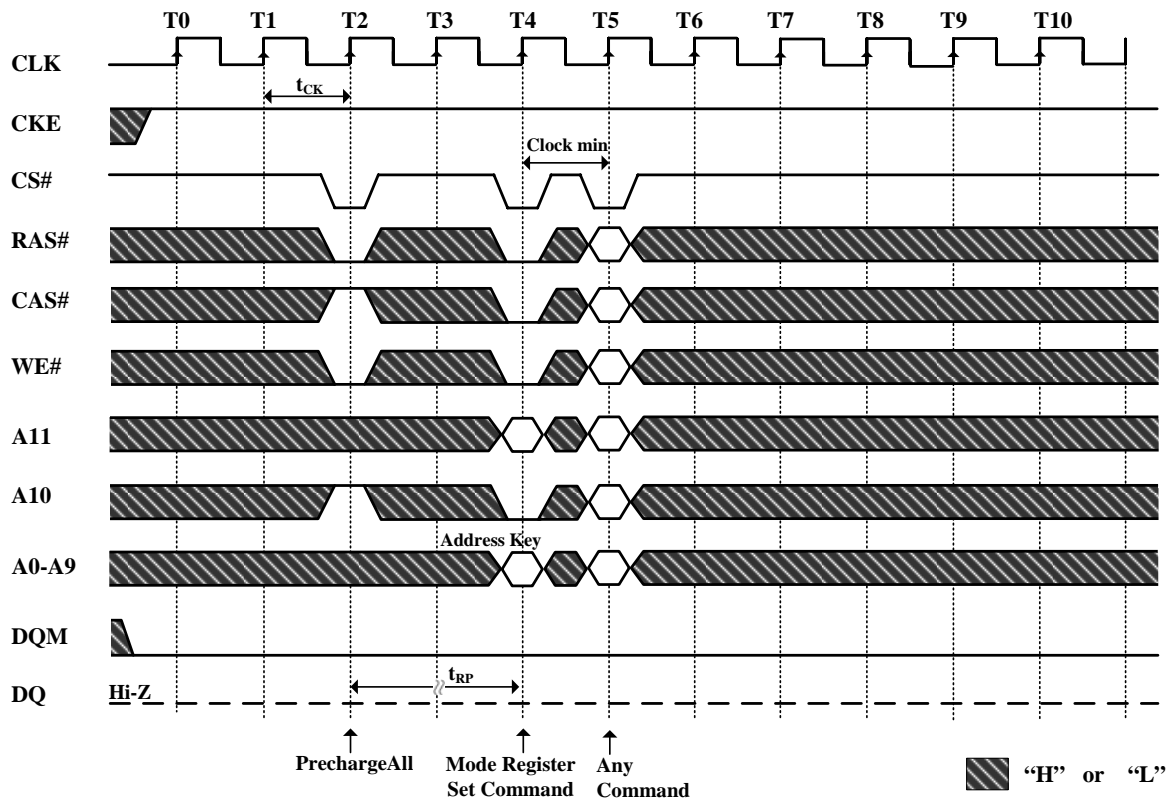 T0 T1 T2 T3 T4 T5 T6 T7 T8 T9 T10
CLK
tCK
CKE
Clock min
CS#
RAS#
CAS#
WE#
A11
A10
Address Key
A0-A9
DQM
tRP
DQ Hi-Z
PrechargeAll
Mode Register
Set Command
Any
Command
“H” or “L”